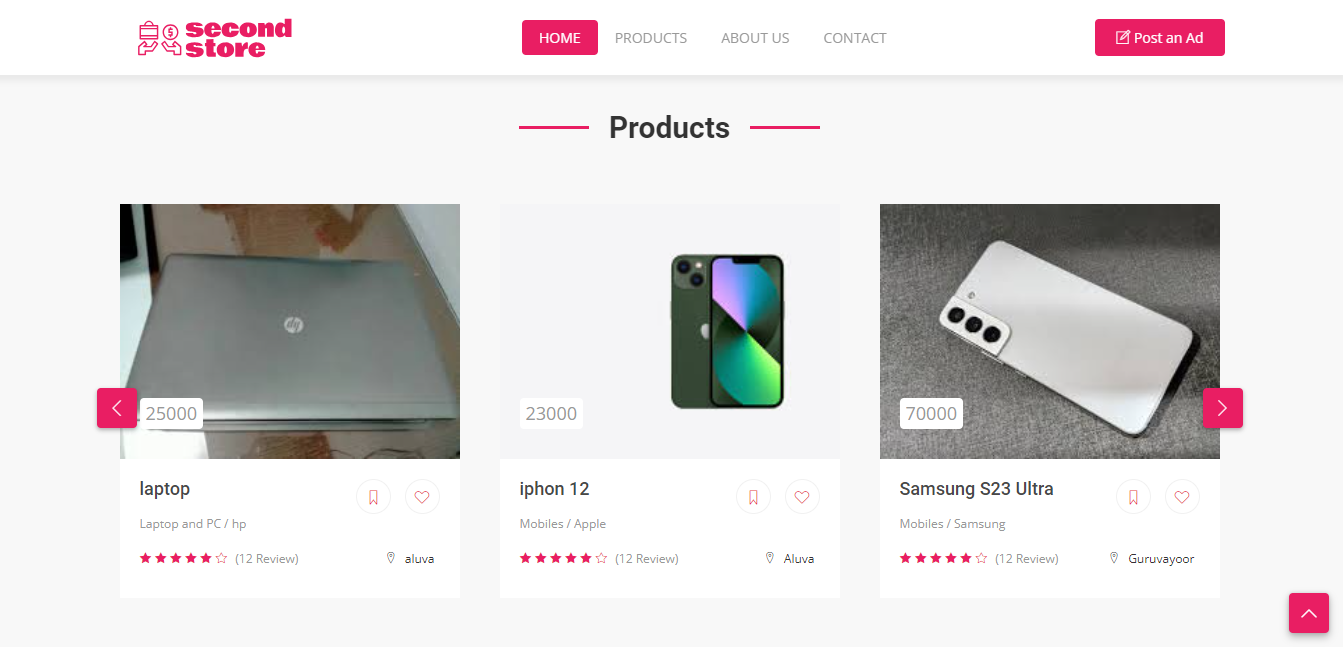 second
store
HOME PRODUCTS ABOUT US CONTACT
Post an Ad
Products
hp
25000
23000
70000
laptop
Laptop and PC / hp
(12 Review) aluva
iphon 12
Mobiles / Apple
(12 Review) Aluva
Samsung S23 Ultra
Mobiles / Samsung
(12 Review) Guruvayoor